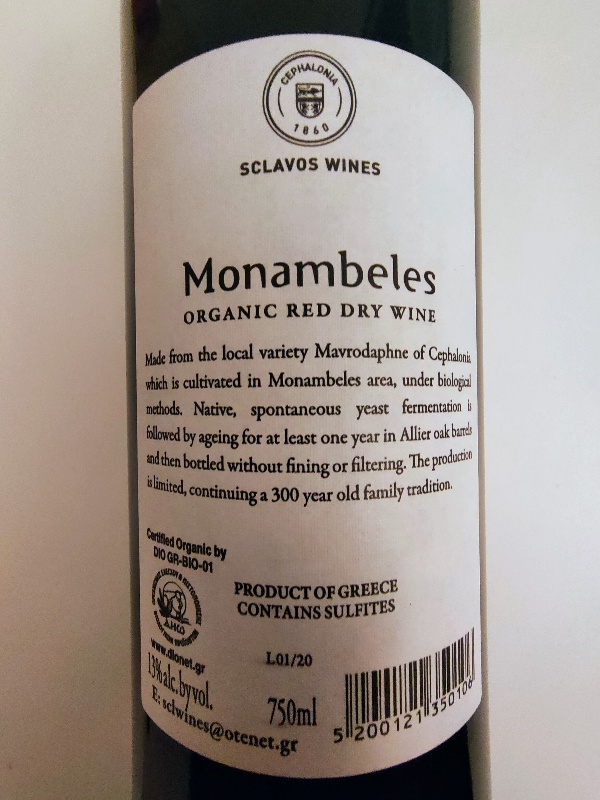 CEPHALONIA
1860
SCLAVOS WINES
Monambeles
ORGANIC RED DRY WINE
Made from the local variety Mavrodaphne of Cephalonia
which is cultivated in Monambeles area, under biological
methods. Native, spontaneous yeast fermentation is
followed by ageing for at least one year in Allier oak barrels
and then bottled without fining or filtering. The production
is limited, continuing a 300 year old family tradition.
Certified Organic by
DIO GR-BIO-01
ΔΗΩ
www.dionet.gr
13% alc. by vol.
E: sclwines@otenet.gr
PRODUCT OF GREECE
CONTAINS SULFITES
L01/20
750ml
5 200121 350106